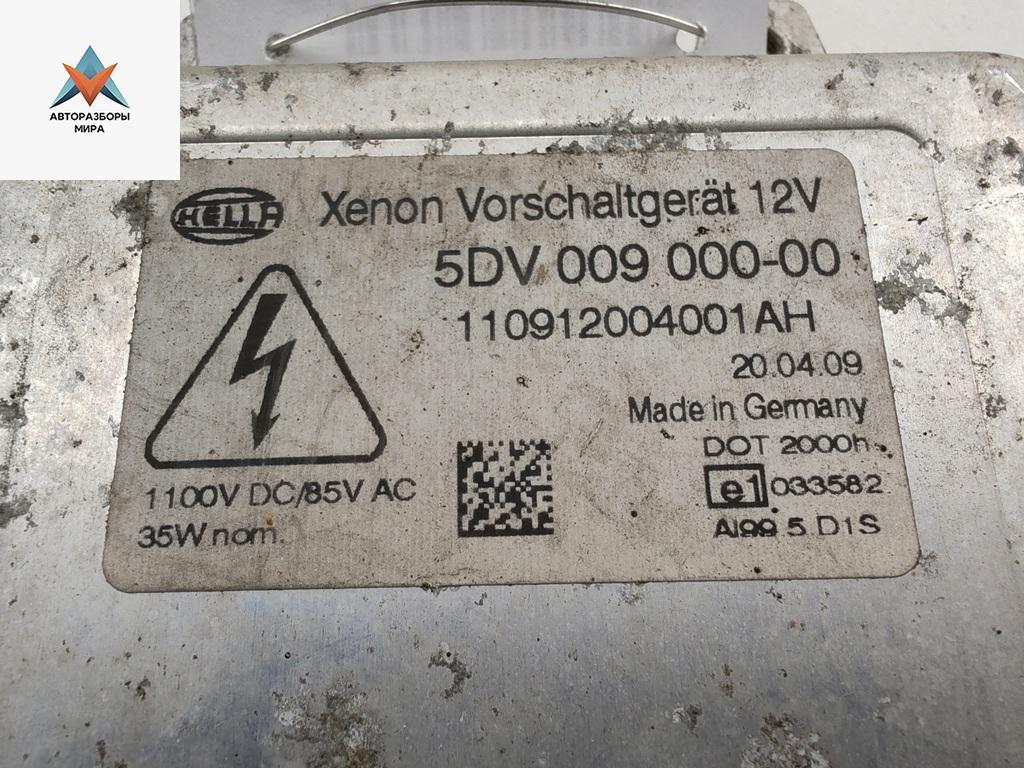 АВТОРАЗБОРЫ
МИРА
HELLA
Xenon Vorschaltgerät 12V
5DV 009 000-00
110912004001AH
20.04.09
Made in Germany
DOT 2000h
e1 033582
1100V DC/85V AC
35W nom.
AI99 5 D1S